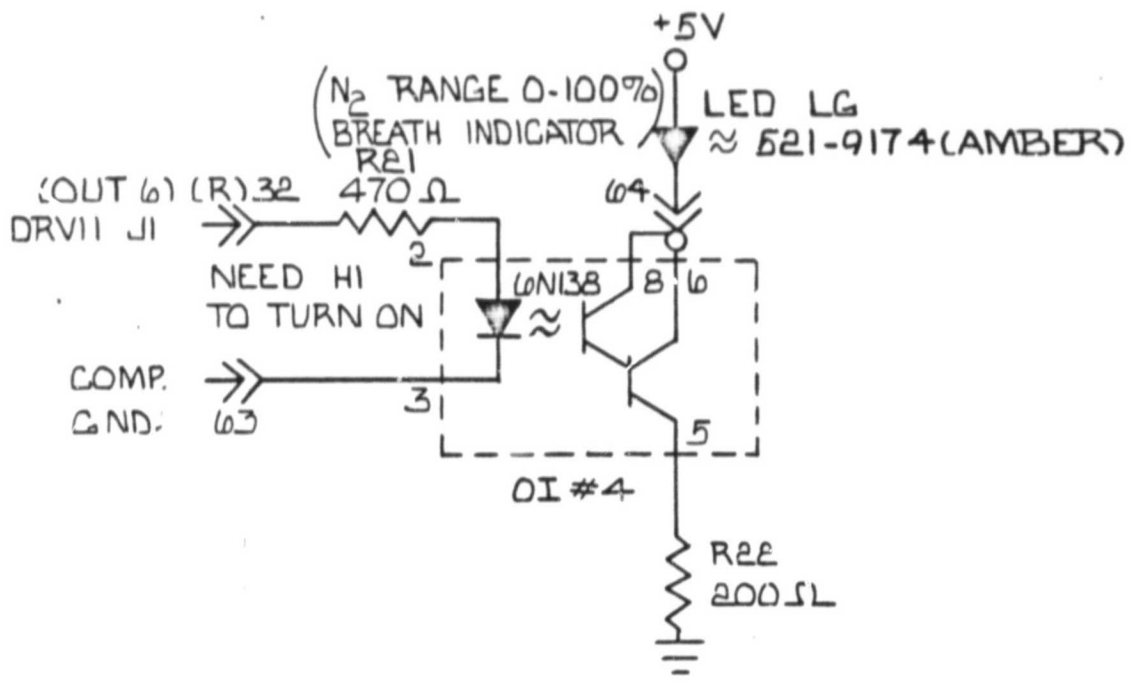 +5V
(N2 RANGE 0-100%)
BREATH INDICATOR
LED LG
≈ 521-9174 (AMBER)
R21
470 Ω
(OUT 6) (R) 32
DRV11 J1
64
2
NEED HI
TO TURN ON
6N138
8 6
COMP.
GND.
63
3
5
OI #4
R22
200 Ω